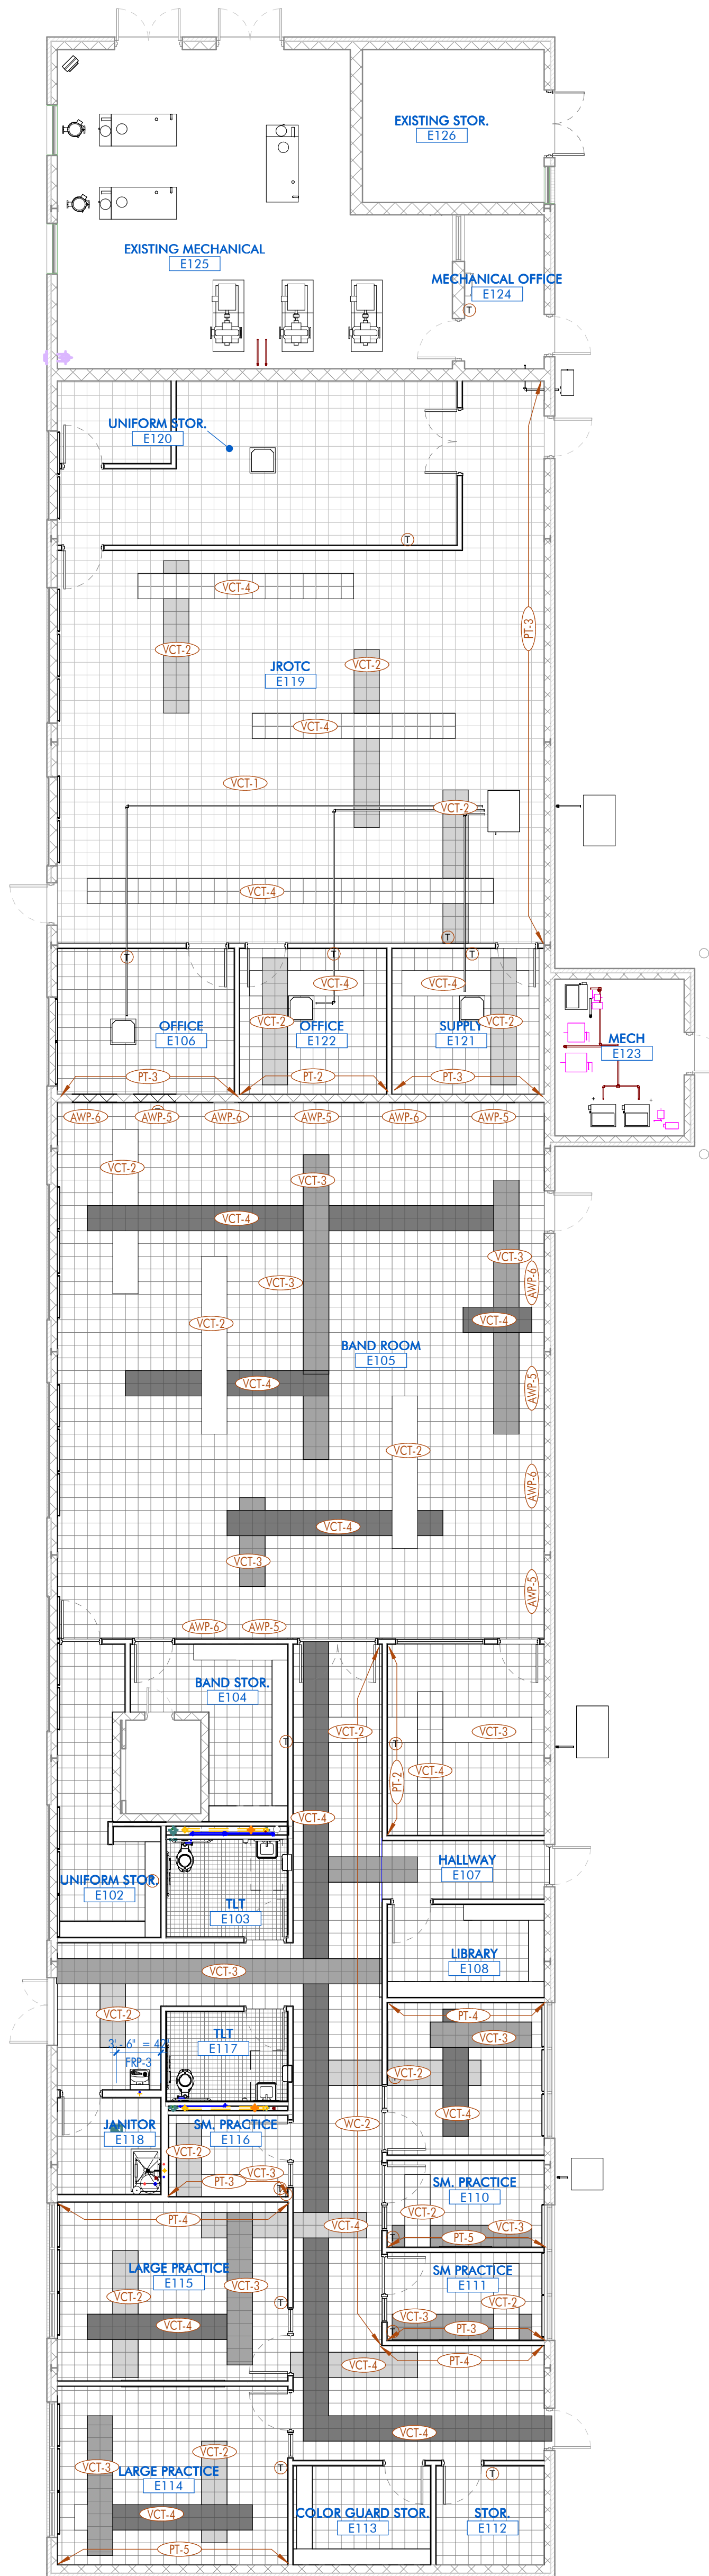 EXISTING STOR.
E126
EXISTING MECHANICAL
E125
MECHANICAL OFFICE
E124
T
UNIFORM STOR.
E120
T
VCT-4
PT-3
VCT-2
VCT-2
JROTC
E119
VCT-4
VCT-1
VCT-2
VCT-4
T
T
T
T
VCT-4
VCT-4
OFFICE
E106
VCT-2
OFFICE
E122
SUPPLY
E121
VCT-2
MECH
E123
PT-3
PT-2
PT-3
AWP-6
AWP-5
AWP-6
AWP-5
AWP-6
AWP-5
VCT-2
VCT-3
VCT-4
VCT-3
AWP-6
VCT-3
VCT-2
VCT-4
BAND ROOM
E105
VCT-4
AWP-5
VCT-2
AWP-6
VCT-4
VCT-3
AWP-5
AWP-6
AWP-5
BAND STOR.
E104
VCT-2
VCT-3
T
T
VCT-4
PT-2
VCT-4
HALLWAY
E107
UNIFORM STOR.
E102
TLT
E103
LIBRARY
E108
VCT-3
VCT-2
PT-4
VCT-3
TLT
E117
3' - 6" = 42"
FRP-3
VCT-2
VCT-4
WC-2
JANITOR
E118
SM. PRACTICE
E116
VCT-2
VCT-3
PT-3
T
SM. PRACTICE
E110
VCT-2
VCT-3
PT-5
T
PT-4
VCT-4
LARGE PRACTICE
E115
VCT-3
VCT-2
VCT-4
T
SM PRACTICE
E111
VCT-2
VCT-3
PT-3
T
PT-4
VCT-4
VCT-4
VCT-2
VCT-3
LARGE PRACTICE
E114
T
T
VCT-4
COLOR GUARD STOR.
E113
STOR.
E112
PT-5